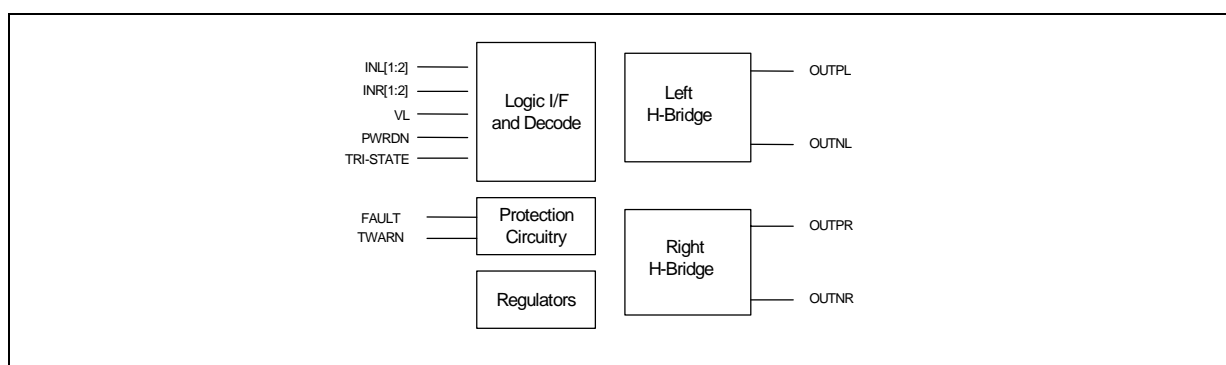 INL[1:2]
INR[1:2]
VL
PWRDN
TRI-STATE
Logic I/F
and Decode
FAULT
TWARN
Protection
Circuitry
Regulators
Left
H-Bridge
OUTPL
OUTNL
Right
H-Bridge
OUTPR
OUTNR